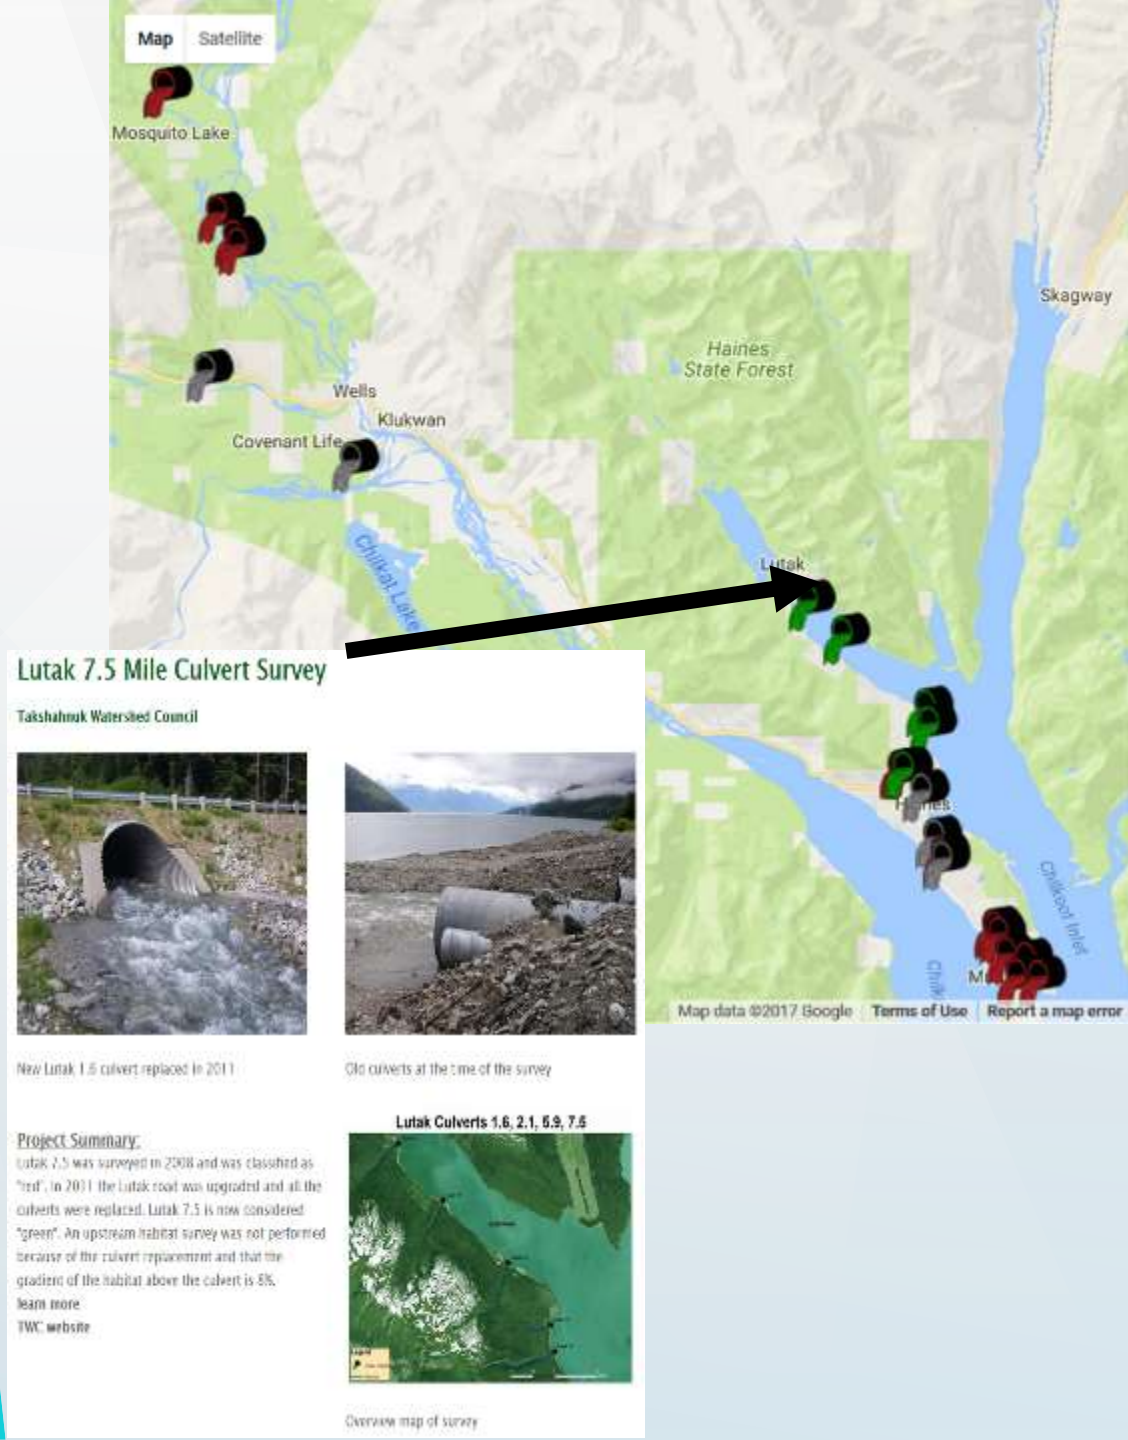 Map Satellite
Mosquito Lake
Skagway
Haines
State Forest
Wells
Klukwan
Covenant Life
Chilkat Lake
Lutak
Chilkoot Inlet
Map data ©2017 Google Terms of Use Report a map error
Lutak 7.5 Mile Culvert Survey
Takshahnuk Watershed Council
New Lutak 1.6 culvert replaced in 2011
Old culverts at the time of the survey
Project Summary:
Lutak 7.5 was surveyed in 2008 and was classified as
"red". In 2011 the Lutak road was upgraded and all the
culverts were replaced. Lutak 7.5 is now considered
"green". An upstream habitat survey was not performed
because of the culvert replacement and that the
gradient of the habitat above the culvert is 8%.
learn more
TWC website
Lutak Culverts 1.6, 2.1, 5.9, 7.5
Overview map of survey